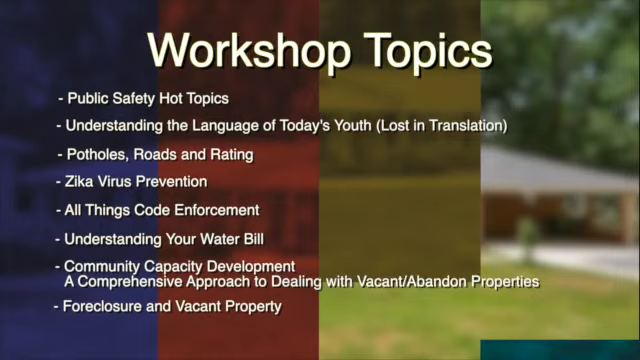 Workshop Topics
- Public Safety Hot Topics
- Understanding the Language of Today's Youth (Lost in Translation)
- Potholes, Roads and Rating
- Zika Virus Prevention
- All Things Code Enforcement
- Understanding Your Water Bill
- Community Capacity Development
A Comprehensive Approach to Dealing with Vacant/Abandon Properties
- Foreclosure and Vacant Property